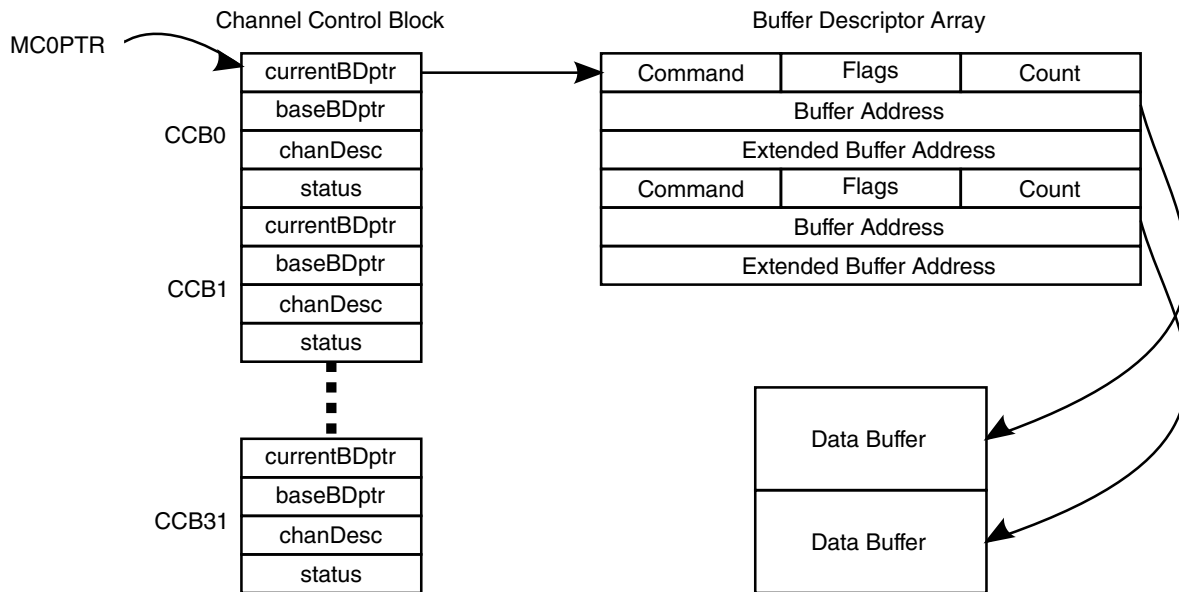 Channel Control Block
Buffer Descriptor Array
MC0PTR
currentBDptr
baseBDptr
CCB0
chanDesc
status
currentBDptr
baseBDptr
CCB1
chanDesc
status
currentBDptr
baseBDptr
CCB31
chanDesc
status
Command Flags Count
Buffer Address
Extended Buffer Address
Command Flags Count
Buffer Address
Extended Buffer Address
Data Buffer
Data Buffer